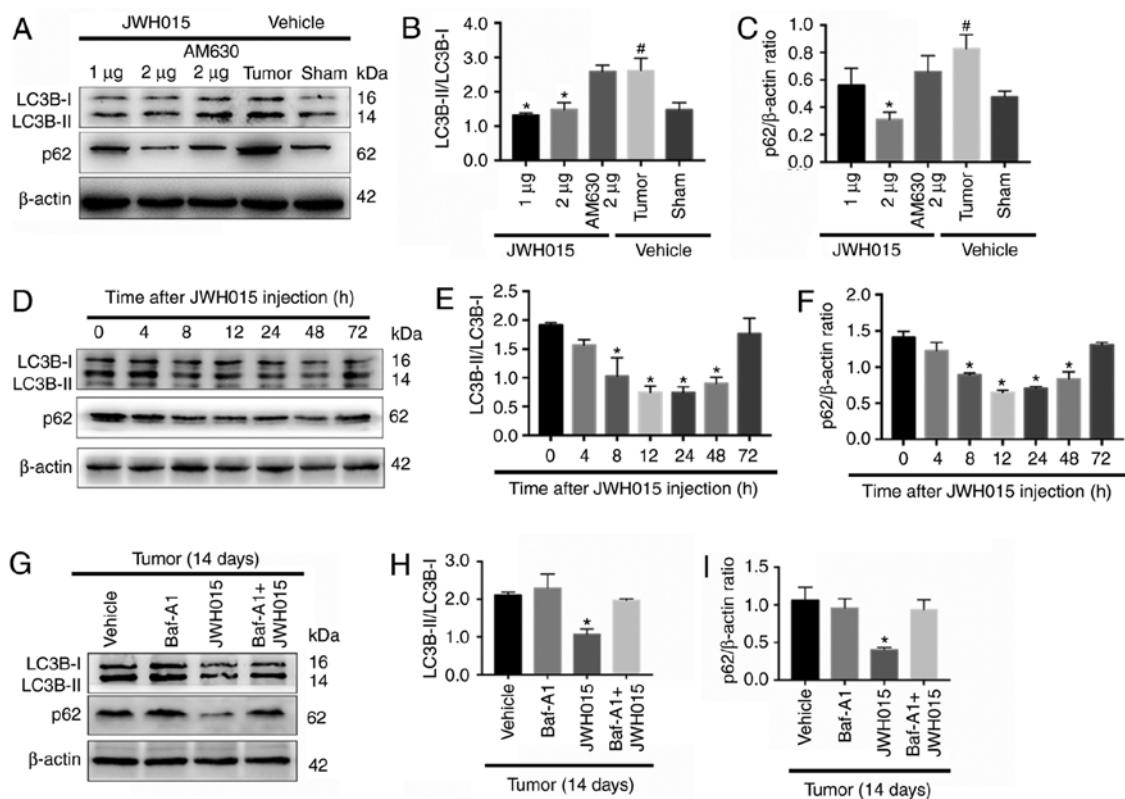 A
JWH015 Vehicle
AM630
1 μg 2 μg 2 μg Tumor Sham kDa
LC3B-I 16
LC3B-II 14
p62 62
β-actin 42
B
LC3B-II/LC3B-I
4.0
3.0
2.0
1.0
0.0
* * #
1 μg
2 μg
AM630 2 μg
Tumor
Sham
JWH015 Vehicle
C
p62/β-actin ratio
1.0
0.8
0.6
0.4
0.2
0.0
* #
1 μg
2 μg
AM630 2 μg
Tumor
Sham
JWH015 Vehicle
D
Time after JWH015 injection (h)
0 4 8 12 24 48 72 kDa
LC3B-I 16
LC3B-II 14
p62 62
β-actin 42
E
LC3B-II/LC3B-I
2.5
2.0
1.5
1.0
0.5
0.0
* * * *
0 4 8 12 24 48 72
Time after JWH015 injection (h)
F
p62/β-actin ratio
2.0
1.5
1.0
0.5
0.0
* * * *
0 4 8 12 24 48 72
Time after JWH015 injection (h)
G
Tumor (14 days)
Vehicle
Baf-A1
JWH015
Baf-A1+
JWH015
kDa
LC3B-I 16
LC3B-II 14
p62 62
β-actin 42
H
LC3B-II/LC3B-I
3.0
2.0
1.0
0.0
*
Vehicle
Baf-A1
JWH015
Baf-A1+
JWH015
Tumor (14 days)
I
p62/β-actin ratio
1.5
1.0
0.5
0.0
*
Vehicle
Baf-A1
JWH015
Baf-A1+
JWH015
Tumor (14 days)